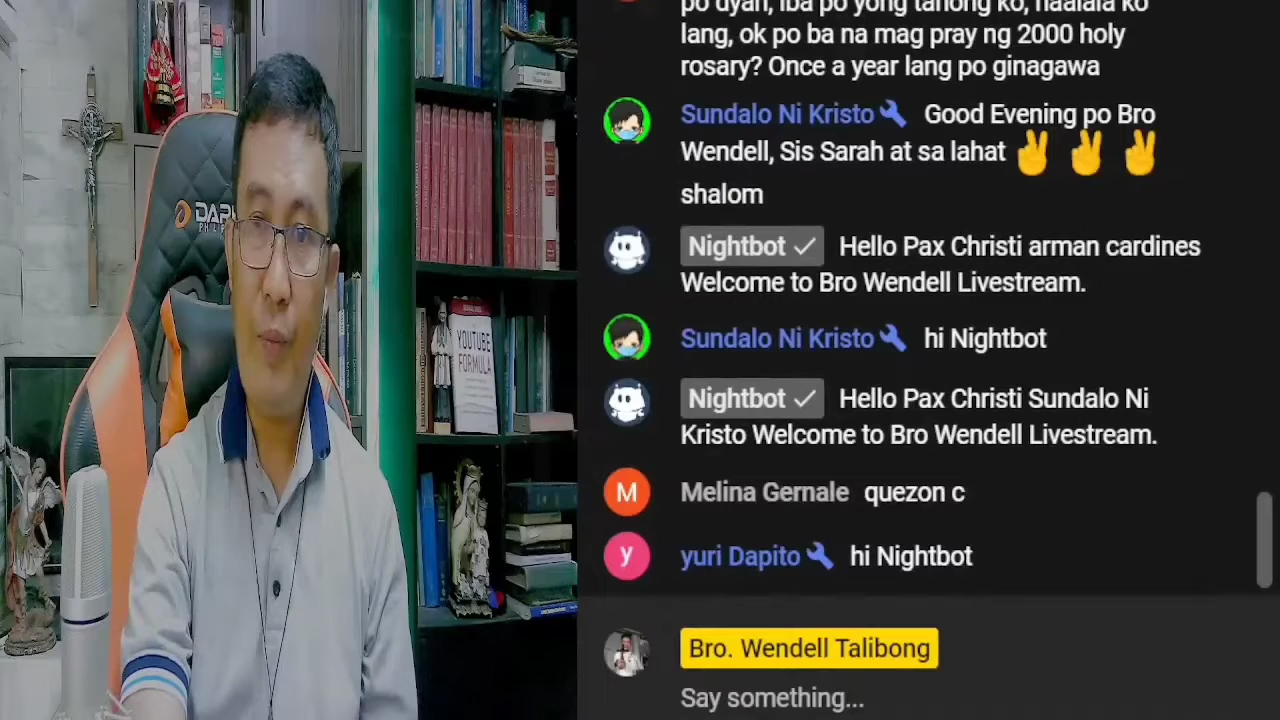 po dyan, iba po yong tanong ko, naalala ko
lang, ok po ba na mag pray ng 2000 holy
rosary? Once a year lang po ginagawa
Sundalo Ni Kristo Good Evening po Bro
Wendell, Sis Sarah at sa lahat ✌️ ✌️ ✌️
shalom
Nightbot Hello Pax Christi arman cardines
Welcome to Bro Wendell Livestream.
Sundalo Ni Kristo hi Nightbot
Nightbot Hello Pax Christi Sundalo Ni
Kristo Welcome to Bro Wendell Livestream.
M Melina Gernale quezon c
y yuri Dapito hi Nightbot
Bro. Wendell Talibong
Say something...
YOUTUBE
FORMULA